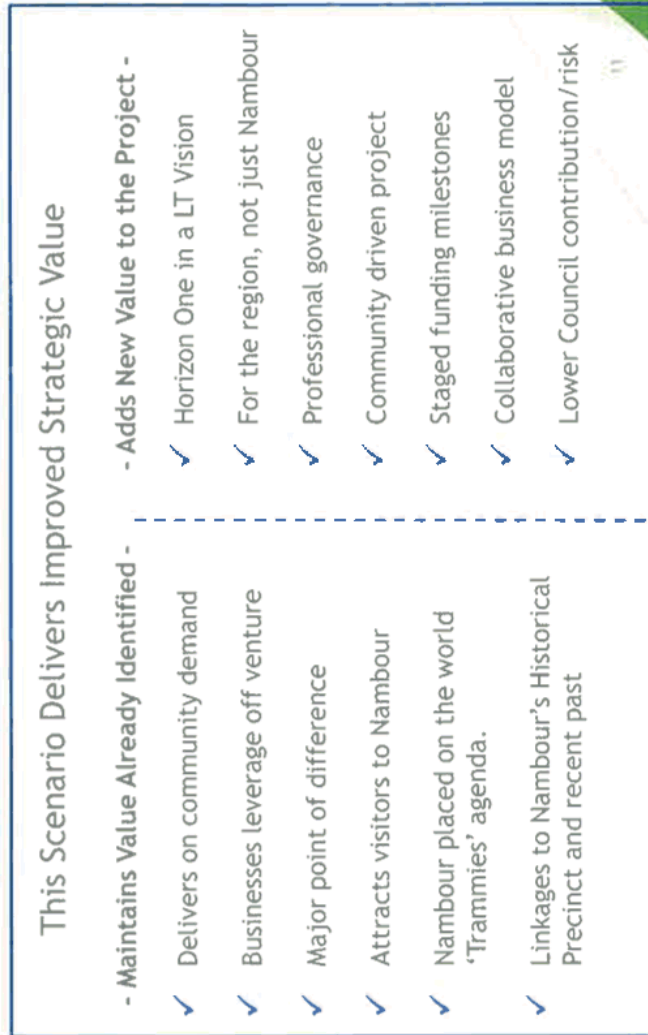 This Scenario Delivers Improved Strategic Value
- Maintains Value Already Identified -
✓ Delivers on community demand
✓ Businesses leverage off venture
✓ Major point of difference
✓ Attracts visitors to Nambour
✓ Nambour placed on the world
'Trammies' agenda.
✓ Linkages to Nambour's Historical
Precinct and recent past
- Adds New Value to the Project -
✓ Horizon One in a LT Vision
✓ For the region, not just Nambour
✓ Professional governance
✓ Community driven project
✓ Staged funding milestones
✓ Collaborative business model
✓ Lower Council contribution/risk